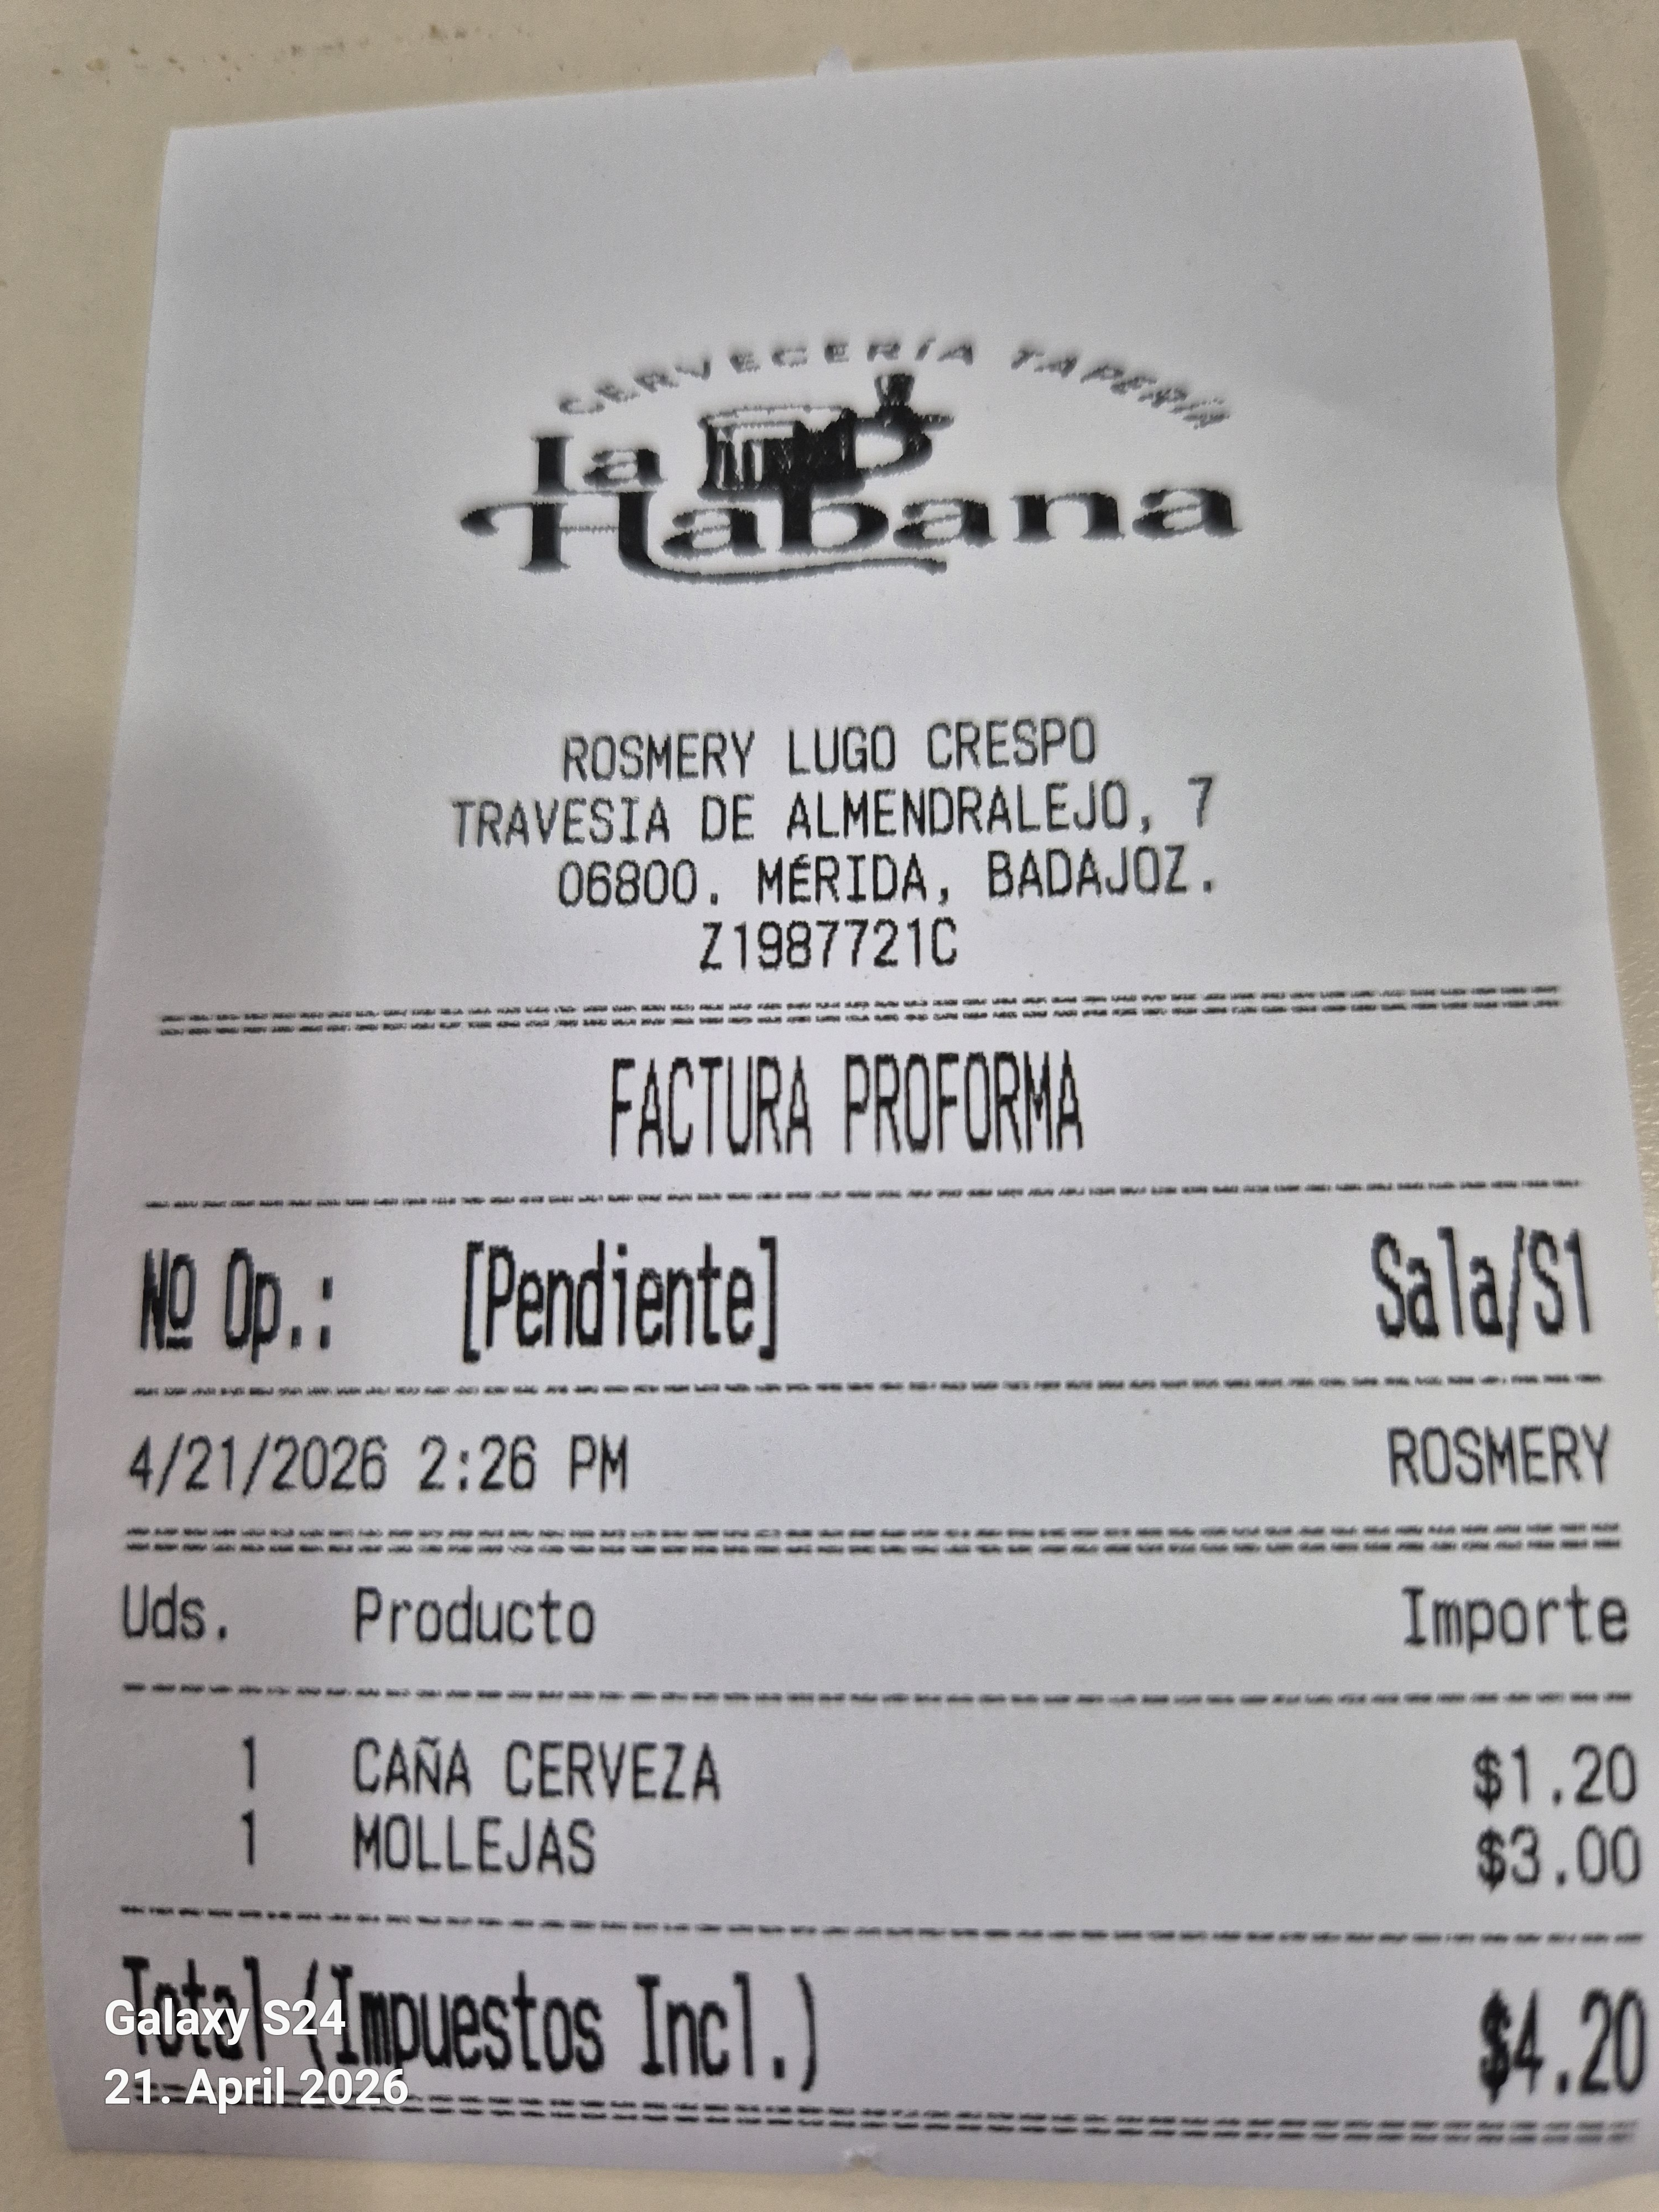 CERVECERÍA TAPERÍA
la
Habana
ROSMERY LUGO CRESPO
TRAVESIA DE ALMENDRALEJO, 7
06800. MÉRIDA, BADAJOZ.
Z1987721C
FACTURA PROFORMA
Nº Op.: [Pendiente] Sala/S1
4/21/2026 2:26 PM ROSMERY
Uds. Producto Importe
1 CAÑA CERVEZA $1.20
1 MOLLEJAS $3.00
Total (Impuestos Incl.) $4.20
Galaxy S24
21. April 2026